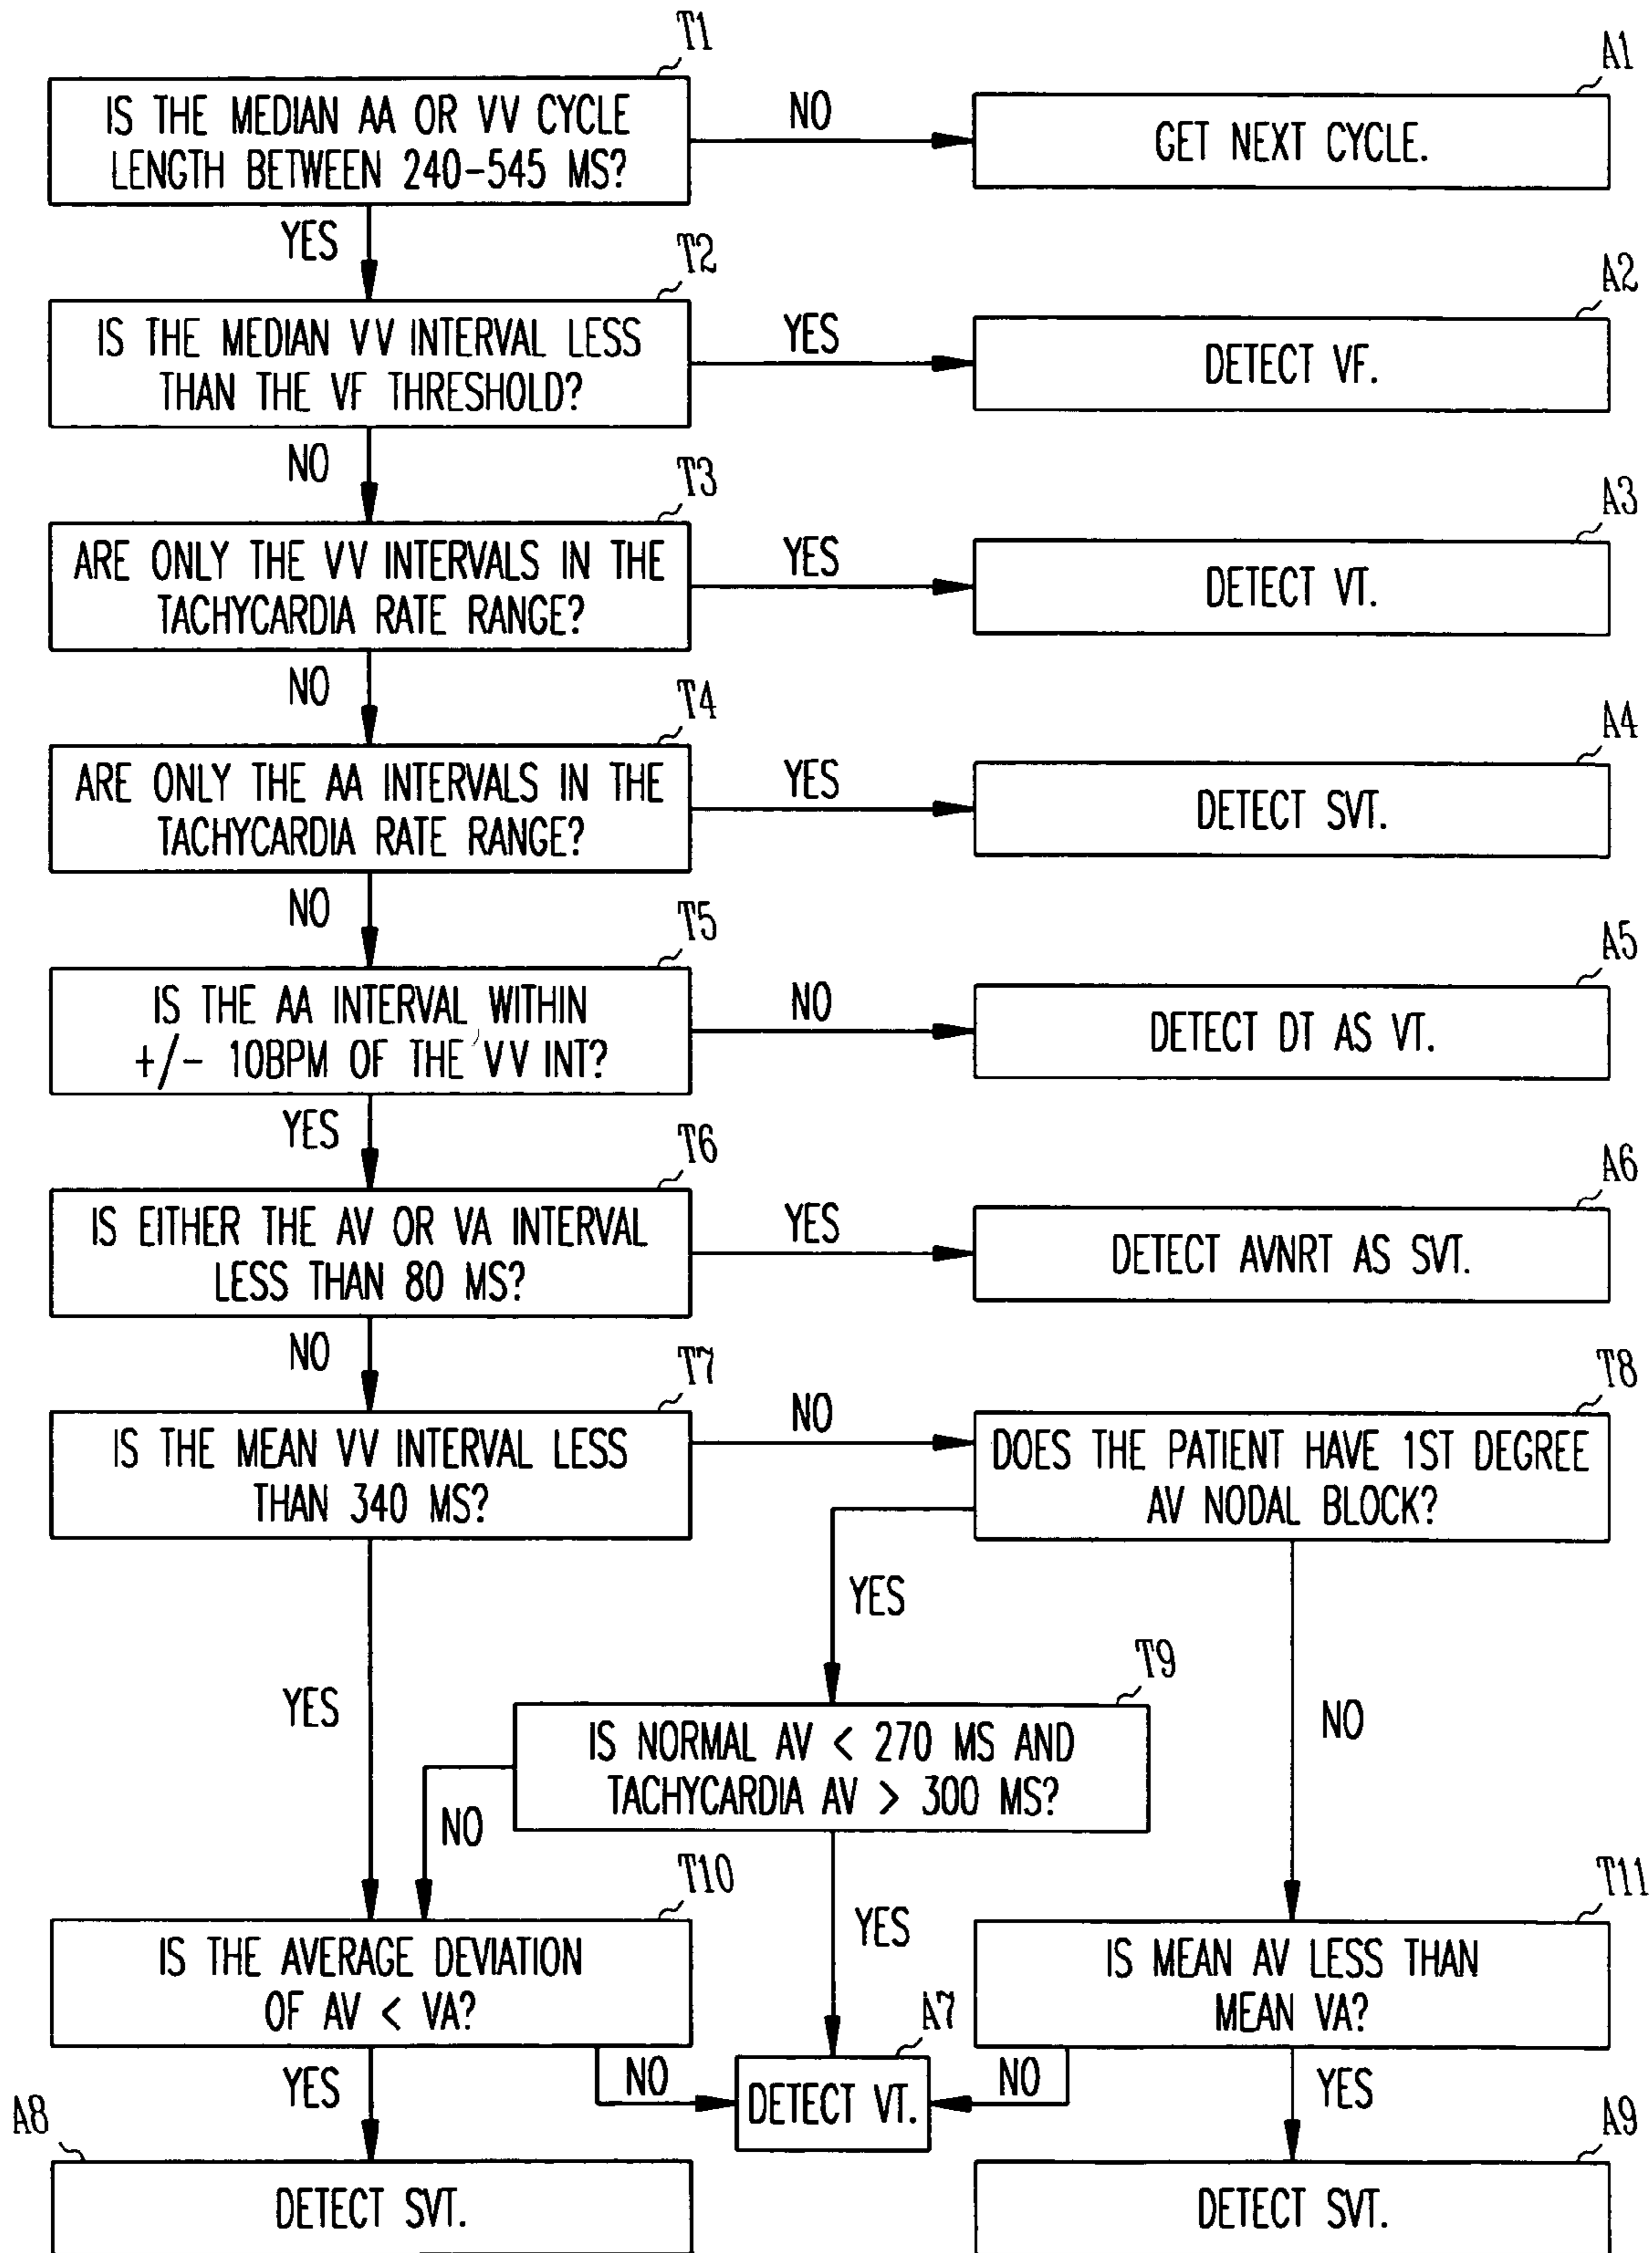 T1
IS THE MEDIAN AA OR VV CYCLE
LENGTH BETWEEN 240-545 MS?
NO
A1
GET NEXT CYCLE.
YES
T2
IS THE MEDIAN VV INTERVAL LESS
THAN THE VF THRESHOLD?
YES
A2
DETECT VF.
NO
T3
ARE ONLY THE VV INTERVALS IN THE
TACHYCARDIA RATE RANGE?
YES
A3
DETECT VT.
NO
T4
ARE ONLY THE AA INTERVALS IN THE
TACHYCARDIA RATE RANGE?
YES
A4
DETECT SVT.
NO
T5
IS THE AA INTERVAL WITHIN
+/- 10BPM OF THE VV INT?
NO
A5
DETECT DT AS VT.
YES
T6
IS EITHER THE AV OR VA INTERVAL
LESS THAN 80 MS?
YES
A6
DETECT AVNRT AS SVT.
NO
T7
IS THE MEAN VV INTERVAL LESS
THAN 340 MS?
NO
T8
DOES THE PATIENT HAVE 1ST DEGREE
AV NODAL BLOCK?
YES
YES
T9
IS NORMAL AV < 270 MS AND
TACHYCARDIA AV > 300 MS?
NO
NO
T10
IS THE AVERAGE DEVIATION
OF AV < VA?
YES
T11
IS MEAN AV LESS THAN
MEAN VA?
YES
NO
A7
DETECT VT.
NO
YES
A8
DETECT SVT.
A9
DETECT SVT.